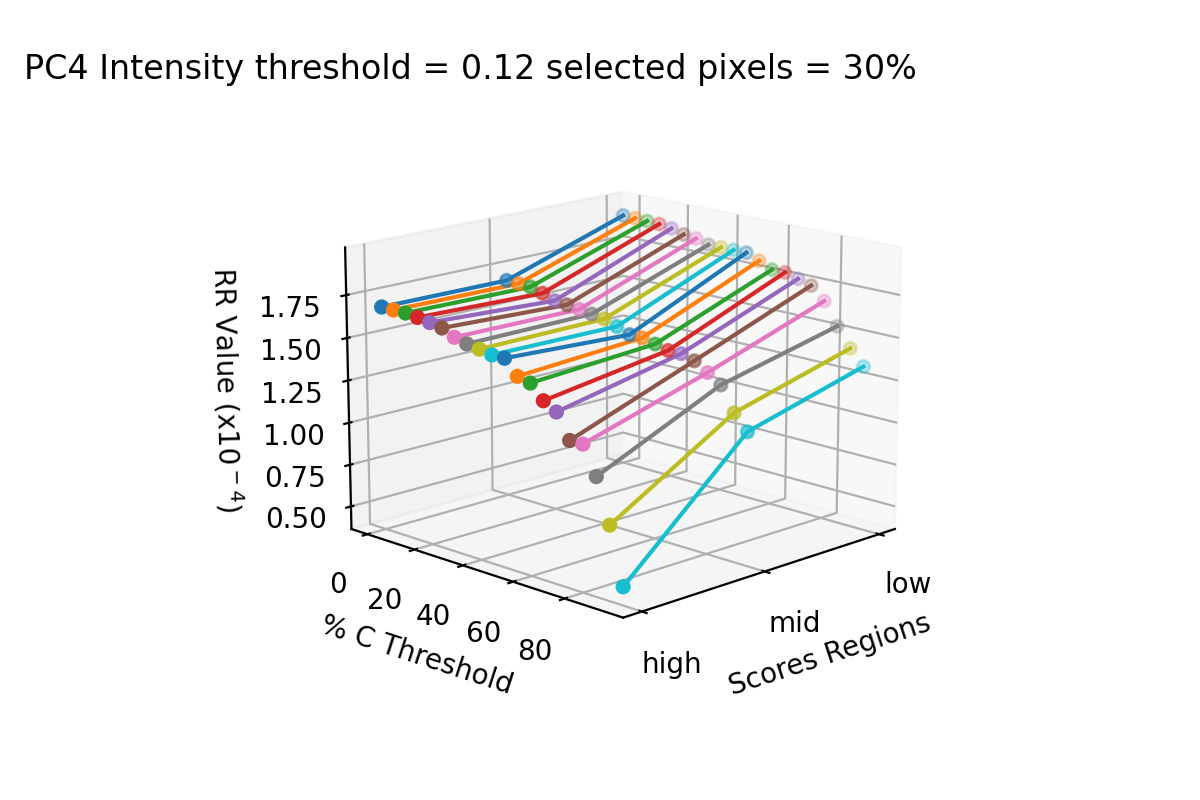 PC4 Intensity threshold = 0.12 selected pixels = 30%
RR Value (x10⁻⁴)
1.75
1.50
1.25
1.00
0.75
0.50
0
20
40
60
80
% C Threshold
high
mid
low
Scores Regions